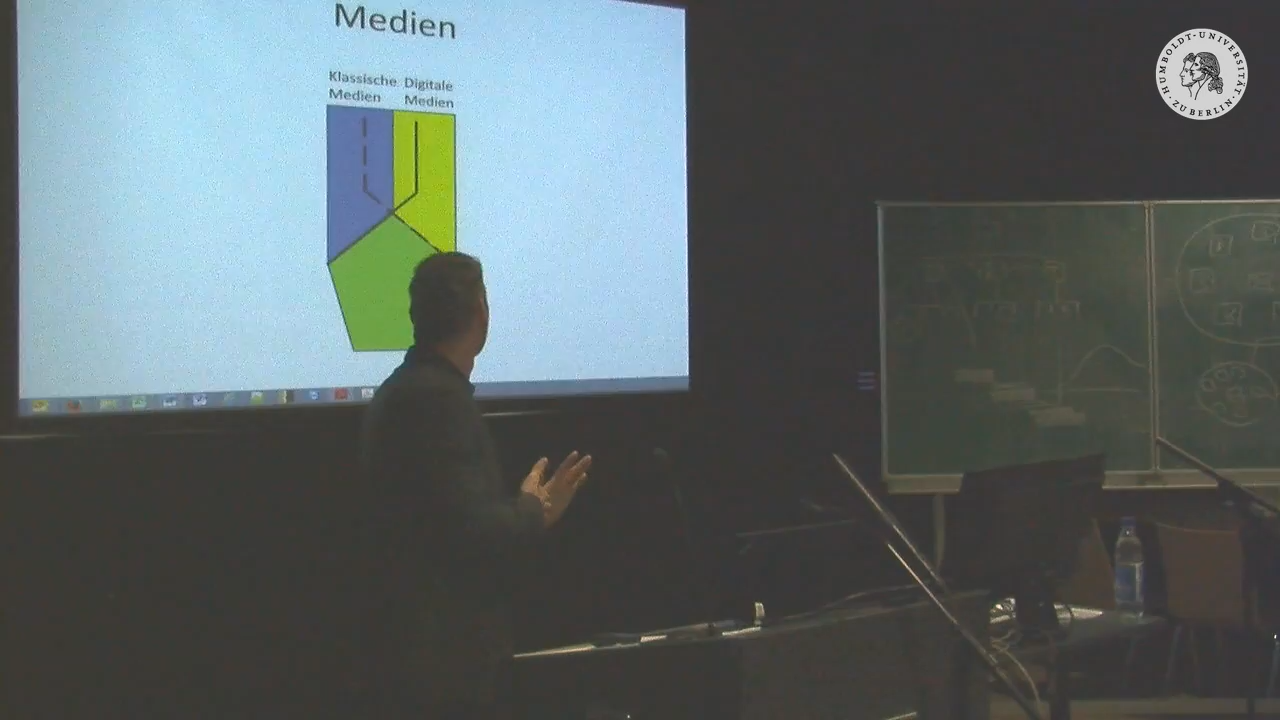 Medien
Klassische Digitale
Medien Medien
HUMBOLDT-UNIVERSITÄT
ZU BERLIN